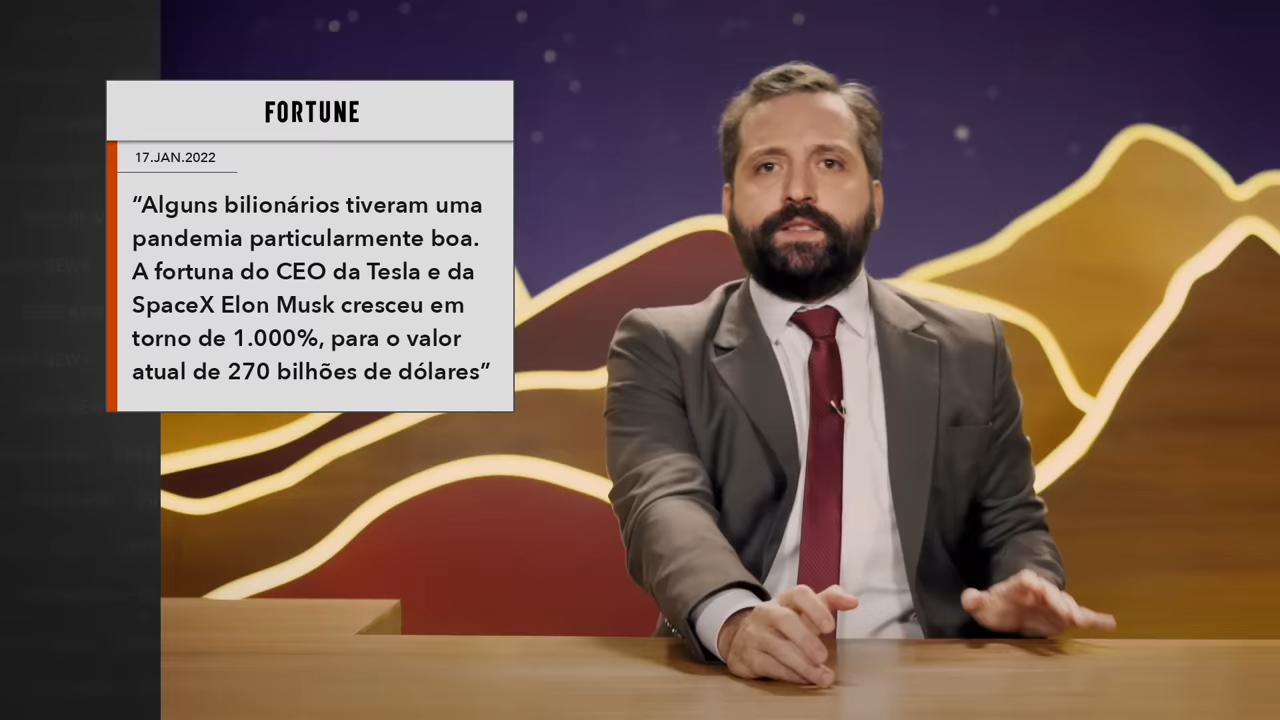 FORTUNE
17.JAN.2022
“Alguns bilionários tiveram uma
pandemia particularmente boa.
A fortuna do CEO da Tesla e da
SpaceX Elon Musk cresceu em
torno de 1.000%, para o valor
atual de 270 bilhões de dólares”